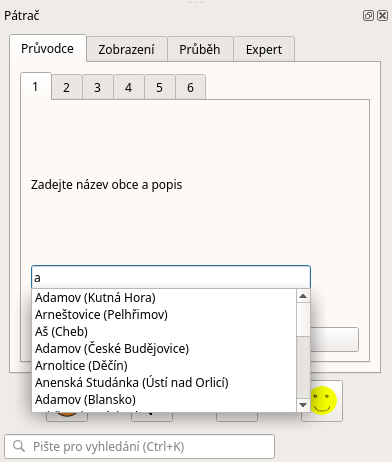 Pátrač
Průvodce Zobrazení Průběh Expert
1 2 3 4 5 6
Zadejte název obce a popis
a
Adamov (Kutná Hora)
Arneštovice (Pelhřimov)
Aš (Cheb)
Adamov (České Budějovice)
Arnoltice (Děčín)
Anenská Studánka (Ústí nad Orlicí)
Adamov (Blansko)
Pište pro vyhledání (Ctrl+K)